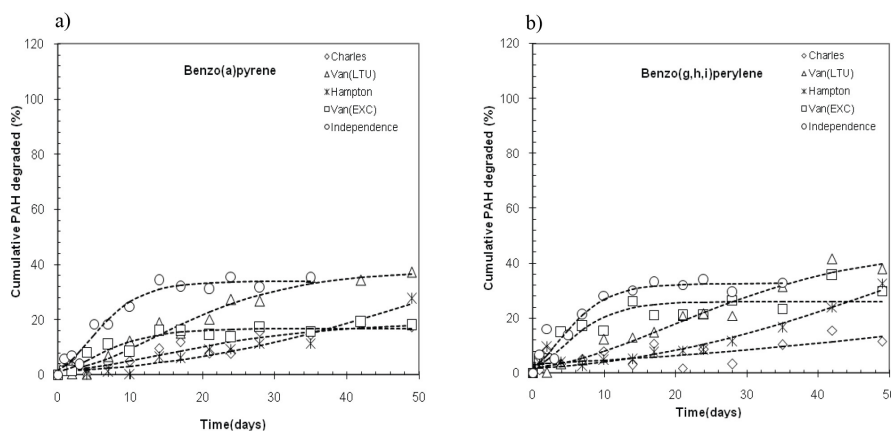 a)
Benzo(a)pyrene
Charles
Van(LTU)
Hampton
Van(EXC)
Independence
Cumulative PAH degraded (%)
120
100
80
60
40
20
0
0 10 20 30 40 50
Time(days)
b)
Benzo(g,h,i)perylene
Charles
Van(LTU)
Hampton
Van(EXC)
Independence
Cumulative PAH degraded (%)
120
100
80
60
40
20
0
0 10 20 30 40 50
Time(days)